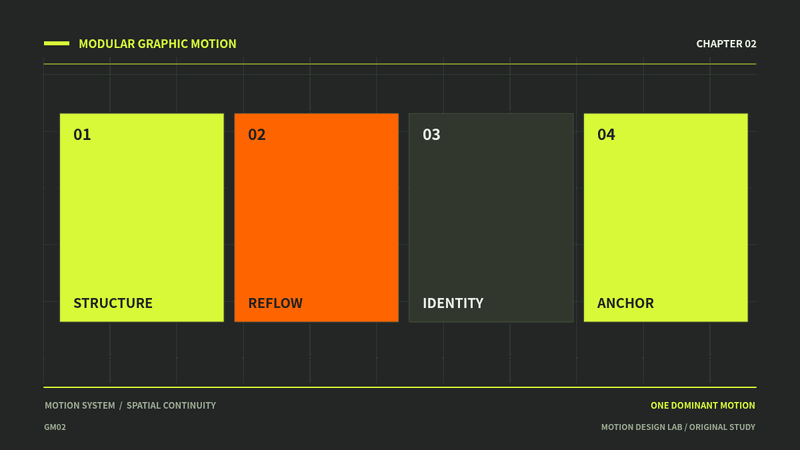 MODULAR GRAPHIC MOTION
CHAPTER 02
01
02
03
04
STRUCTURE
REFLOW
IDENTITY
ANCHOR
MOTION SYSTEM / SPATIAL CONTINUITY
ONE DOMINANT MOTION
GM02
MOTION DESIGN LAB / ORIGINAL STUDY